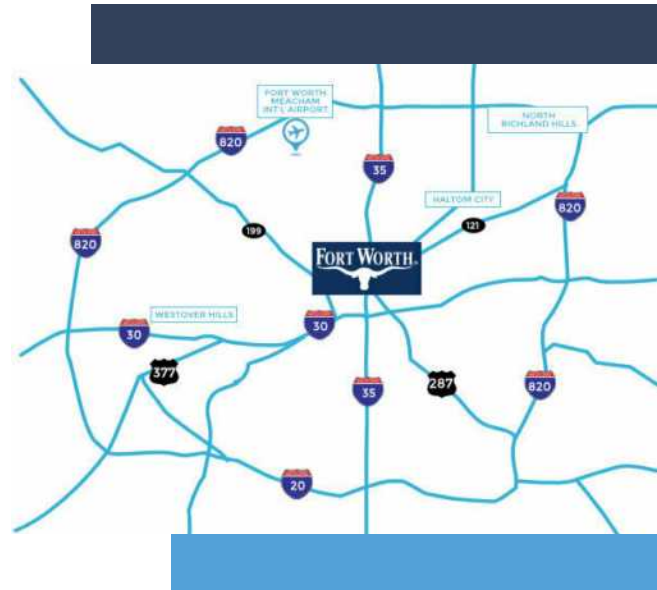 FORT WORTH
MEACHAM
INT'L AIRPORT
NORTH
RICHLAND HILLS
820
35
HALTOM CITY
820
199
121
820
FORT WORTH
WESTOVER HILLS
30
30
377
287
35
820
20